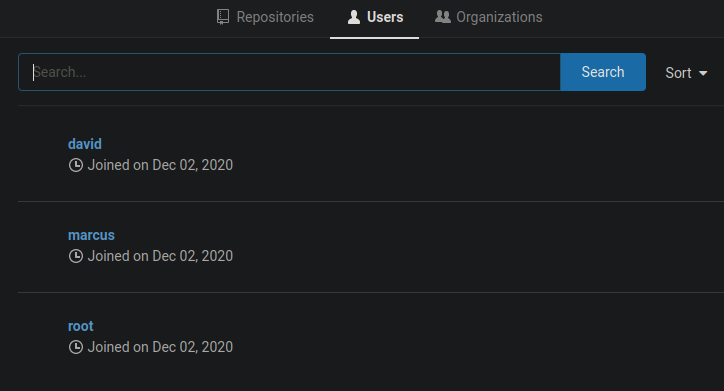 Repositories Users Organizations
Search... Search Sort
david
Joined on Dec 02, 2020
marcus
Joined on Dec 02, 2020
root
Joined on Dec 02, 2020